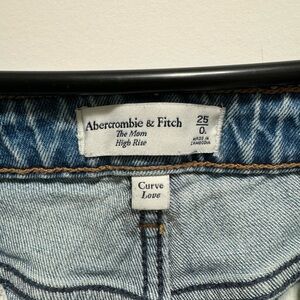 Abercrombie & Fitch
The Mom
High Rise
25
0.
MADE IN
CAMBODIA
Curve
Love